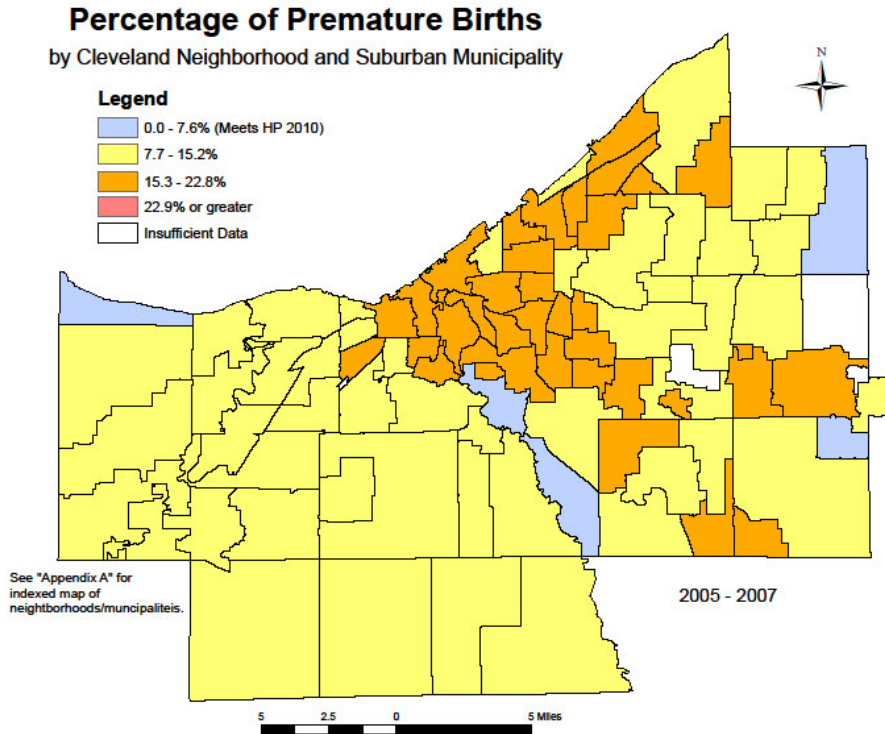 Percentage of Premature Births
by Cleveland Neighborhood and Suburban Municipality
N
Legend
0.0 - 7.6% (Meets HP 2010)
7.7 - 15.2%
15.3 - 22.8%
22.9% or greater
Insufficient Data
See "Appendix A" for
indexed map of
neightborhoods/muncipaliteis.
2005 - 2007
5 2.5 0 5 Miles